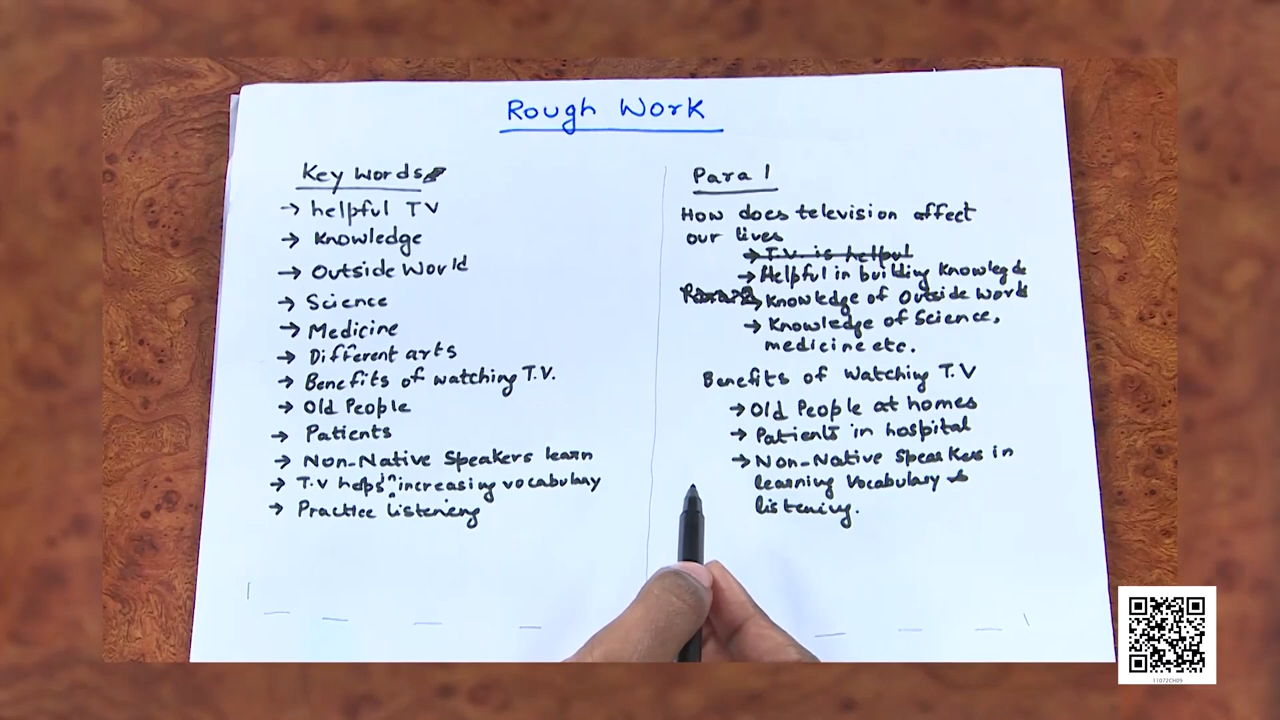 Rough Work
Key Words
→ helpful TV
→ Knowledge
→ Outside World
→ Science
→ Medicine
→ Different arts
→ Benefits of watching T.V.
→ Old People
→ Patients
→ Non-Native Speakers learn
→ T.V helps in increasing vocabulary
→ Practice listening
Para 1
How does television affect
our lives
→ T.V. is helpul
→ Helpful in building Knowlegde
→ Knowledge of Outside World
→ Knowledge of Science,
medicine etc.
Benefits of Watching T.V
→ Old People at homes
→ Patients in hospital
→ Non-Native Speakers in
learning Vocabulary &
listening.
11072CH09